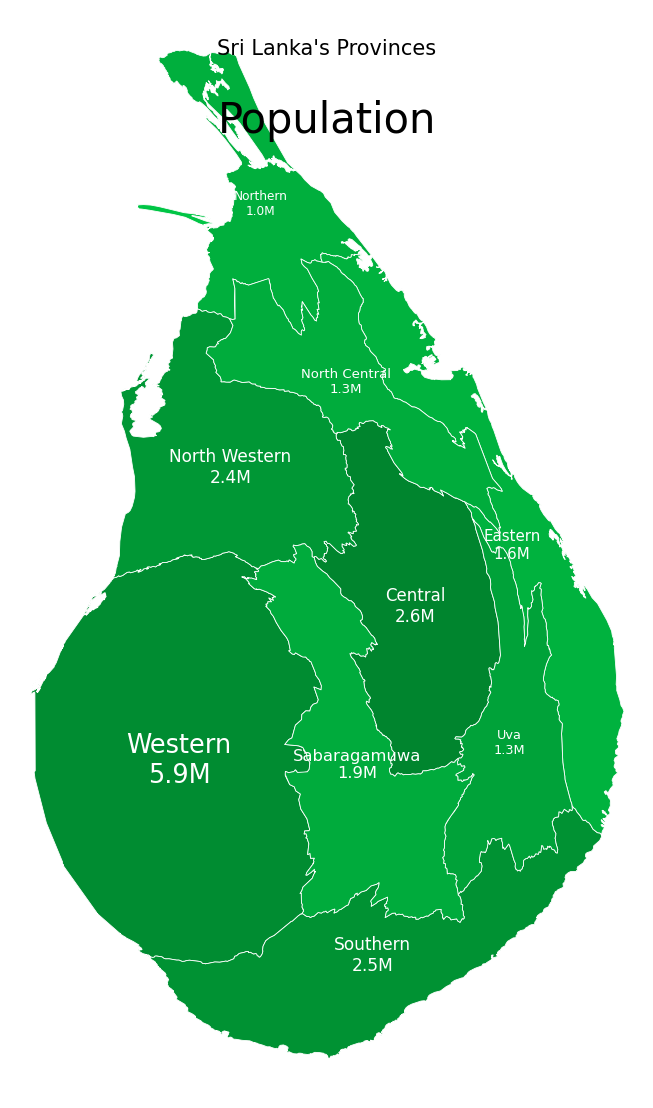 Sri Lanka's Provinces
Population
Northern
1.0M
North Central
1.3M
North Western
2.4M
Eastern
1.6M
Central
2.6M
Western
5.9M
Uva
1.3M
Sabaragamuwa
1.9M
Southern
2.5M